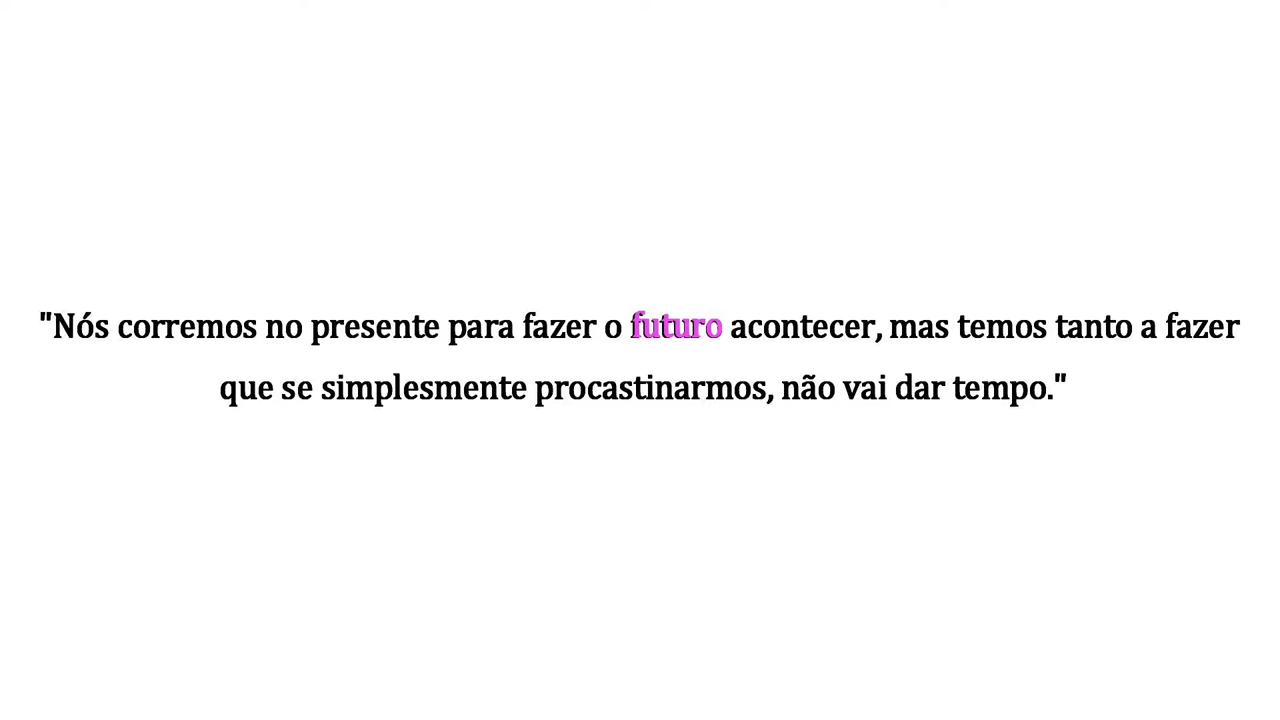 "Nós corremos no presente para fazer o futuro acontecer, mas temos tanto a fazer
que se simplesmente procastinarmos, não vai dar tempo."